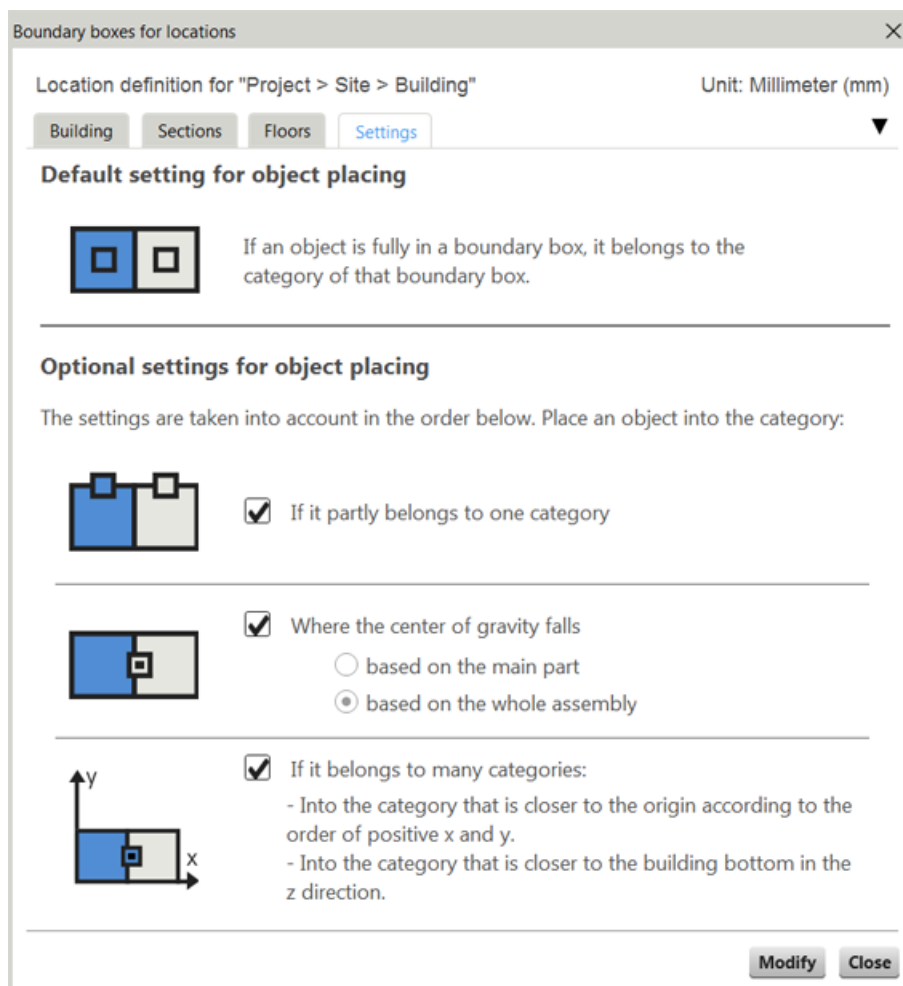 Boundary boxes for locations
Location definition for "Project > Site > Building" Unit: Millimeter (mm)
Building Sections Floors Settings
Default setting for object placing
If an object is fully in a boundary box, it belongs to the
category of that boundary box.
Optional settings for object placing
The settings are taken into account in the order below. Place an object into the category:
If it partly belongs to one category
Where the center of gravity falls
based on the main part
based on the whole assembly
y
x
If it belongs to many categories:
- Into the category that is closer to the origin according to the
order of positive x and y.
- Into the category that is closer to the building bottom in the
z direction.
Modify Close